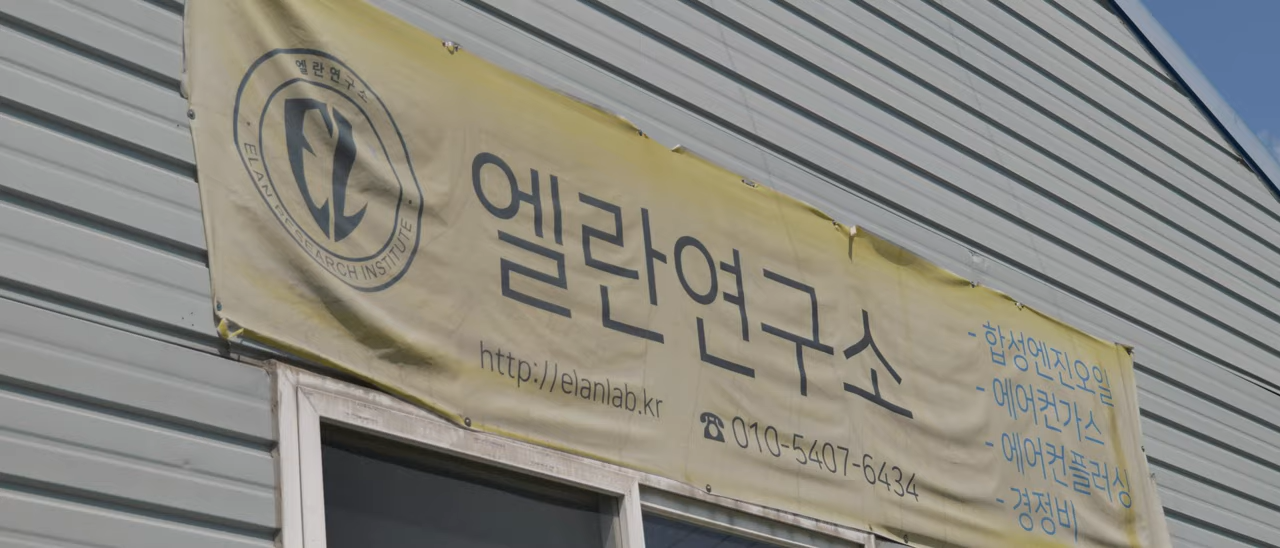 엘란연구소
EL
ELAN RESEARCH INSTITUTE
엘란연구소
http://elanlab.kr
☎010-5407-6434
- 합성엔진오일
- 에어컨가스
- 에어컨플러싱
- 경정비